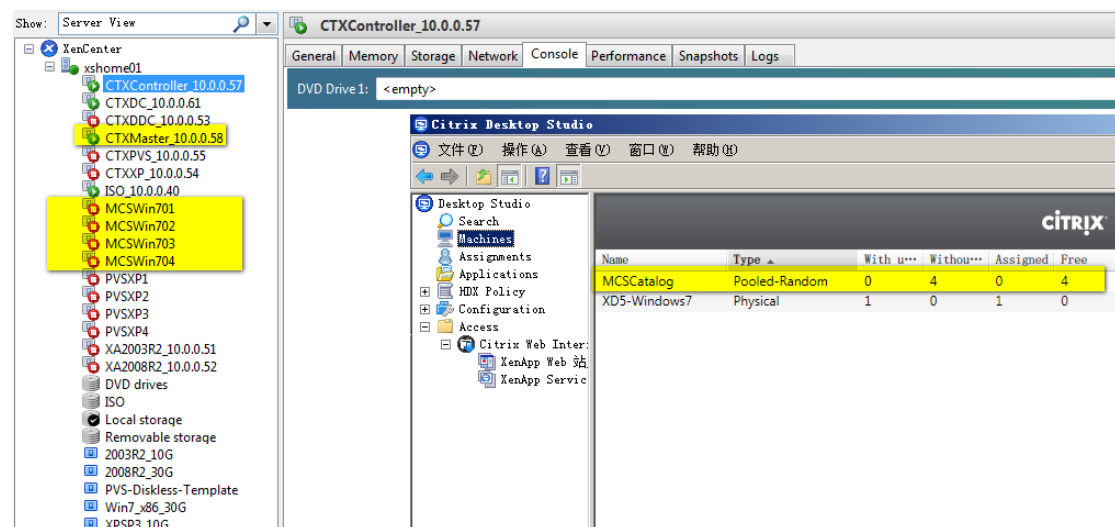 Show: Server View
XenCenter
xshome01
CTXController_10.0.0.57
CTXDC_10.0.0.61
CTXDDC_10.0.0.53
CTXMaster_10.0.0.58
CTXPVS_10.0.0.55
CTXXP_10.0.0.54
ISO_10.0.0.40
MCSWin701
MCSWin702
MCSWin703
MCSWin704
PVSXP1
PVSXP2
PVSXP3
PVSXP4
XA2003R2_10.0.0.51
XA2008R2_10.0.0.52
DVD drives
ISO
Local storage
Removable storage
2003R2_10G
2008R2_30G
PVS-Diskless-Template
Win7_x86_30G
XPSP3_10G
CTXController_10.0.0.57
General Memory Storage Network Console Performance Snapshots Logs
DVD Drive 1: <empty>
Citrix Desktop Studio
文件(F) 操作(A) 查看(V) 窗口(W) 帮助(H)
Desktop Studio
Search
Machines
Assignments
Applications
HDX Policy
Configuration
Access
Citrix Web Inter:
XenApp Web 站
XenApp Servic
CITRIX
Name Type With u... Withou... Assigned Free
MCSCatalog Pooled-Random 0 4 0 4
XD5-Windows7 Physical 1 0 1 0